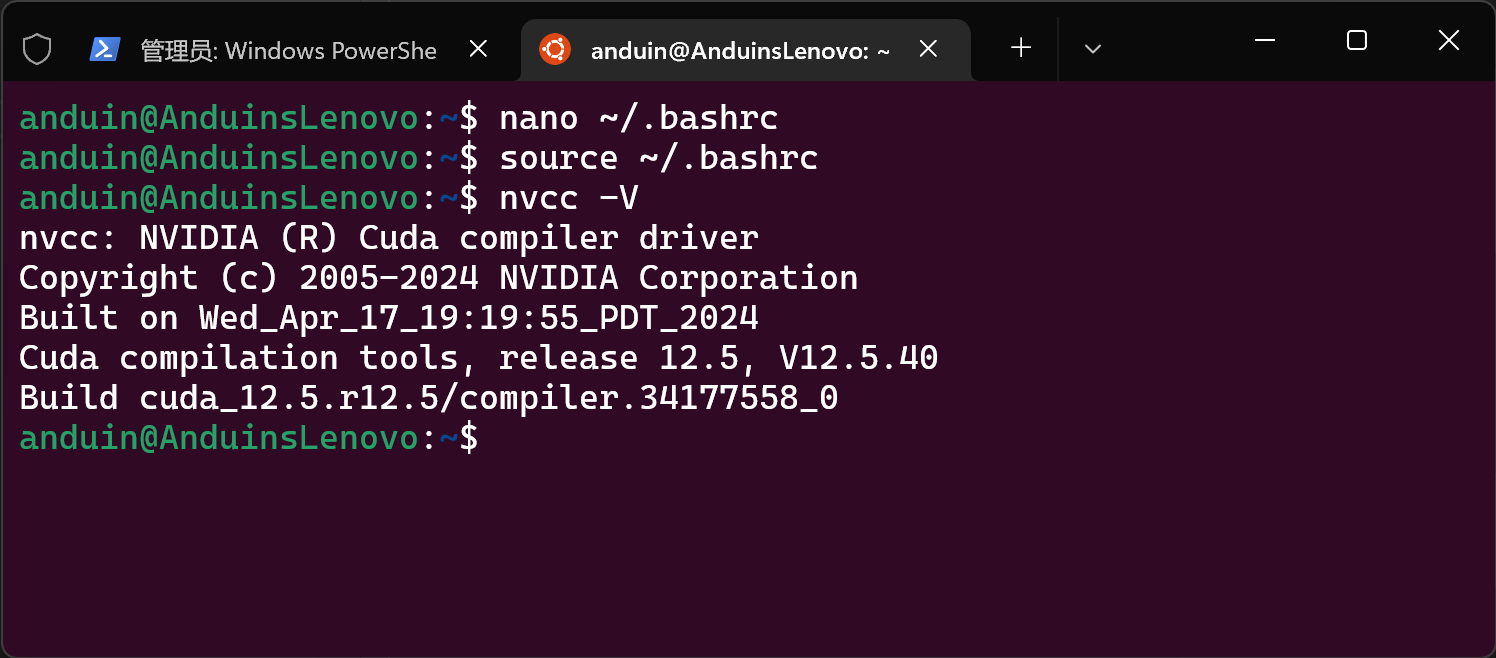 管理员: Windows PowerShe
anduin@AnduinsLenovo: ~
anduin@AnduinsLenovo:~$ nano ~/.bashrc
anduin@AnduinsLenovo:~$ source ~/.bashrc
anduin@AnduinsLenovo:~$ nvcc -V
nvcc: NVIDIA (R) Cuda compiler driver
Copyright (c) 2005-2024 NVIDIA Corporation
Built on Wed_Apr_17_19:19:55_PDT_2024
Cuda compilation tools, release 12.5, V12.5.40
Build cuda_12.5.r12.5/compiler.34177558_0
anduin@AnduinsLenovo:~$